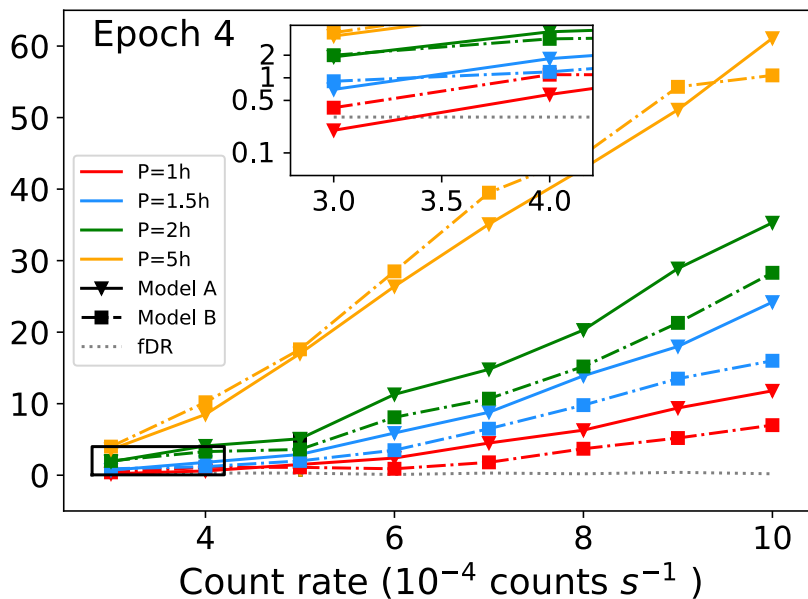 Epoch 4
60
50
40
30
20
10
0
2
1
0.5
0.1
3.0 3.5 4.0
P=1h
P=1.5h
P=2h
P=5h
Model A
Model B
fDR
4 6 8 10
Count rate (10⁻⁴ counts s⁻¹ )